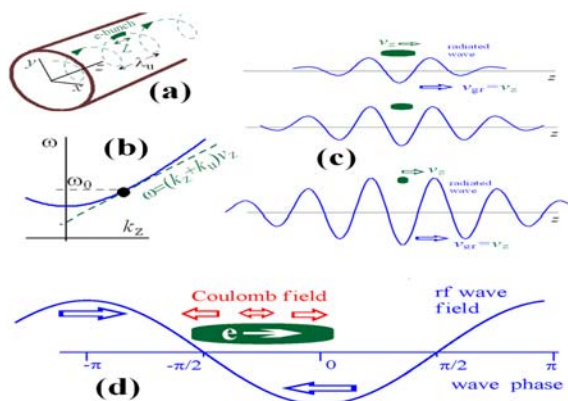 e-bunch
L
y
x
z
λu
(a)
(b)
ω
ω0
ω=(kz+ku)vz
kz
vz
radiated
wave
z
vgr=vz
z
(c)
vz
radiated
wave
z
vgr=vz
Coulomb field
rf wave
field
e
-π
-π/2
0
π/2
π
(d)
wave phase